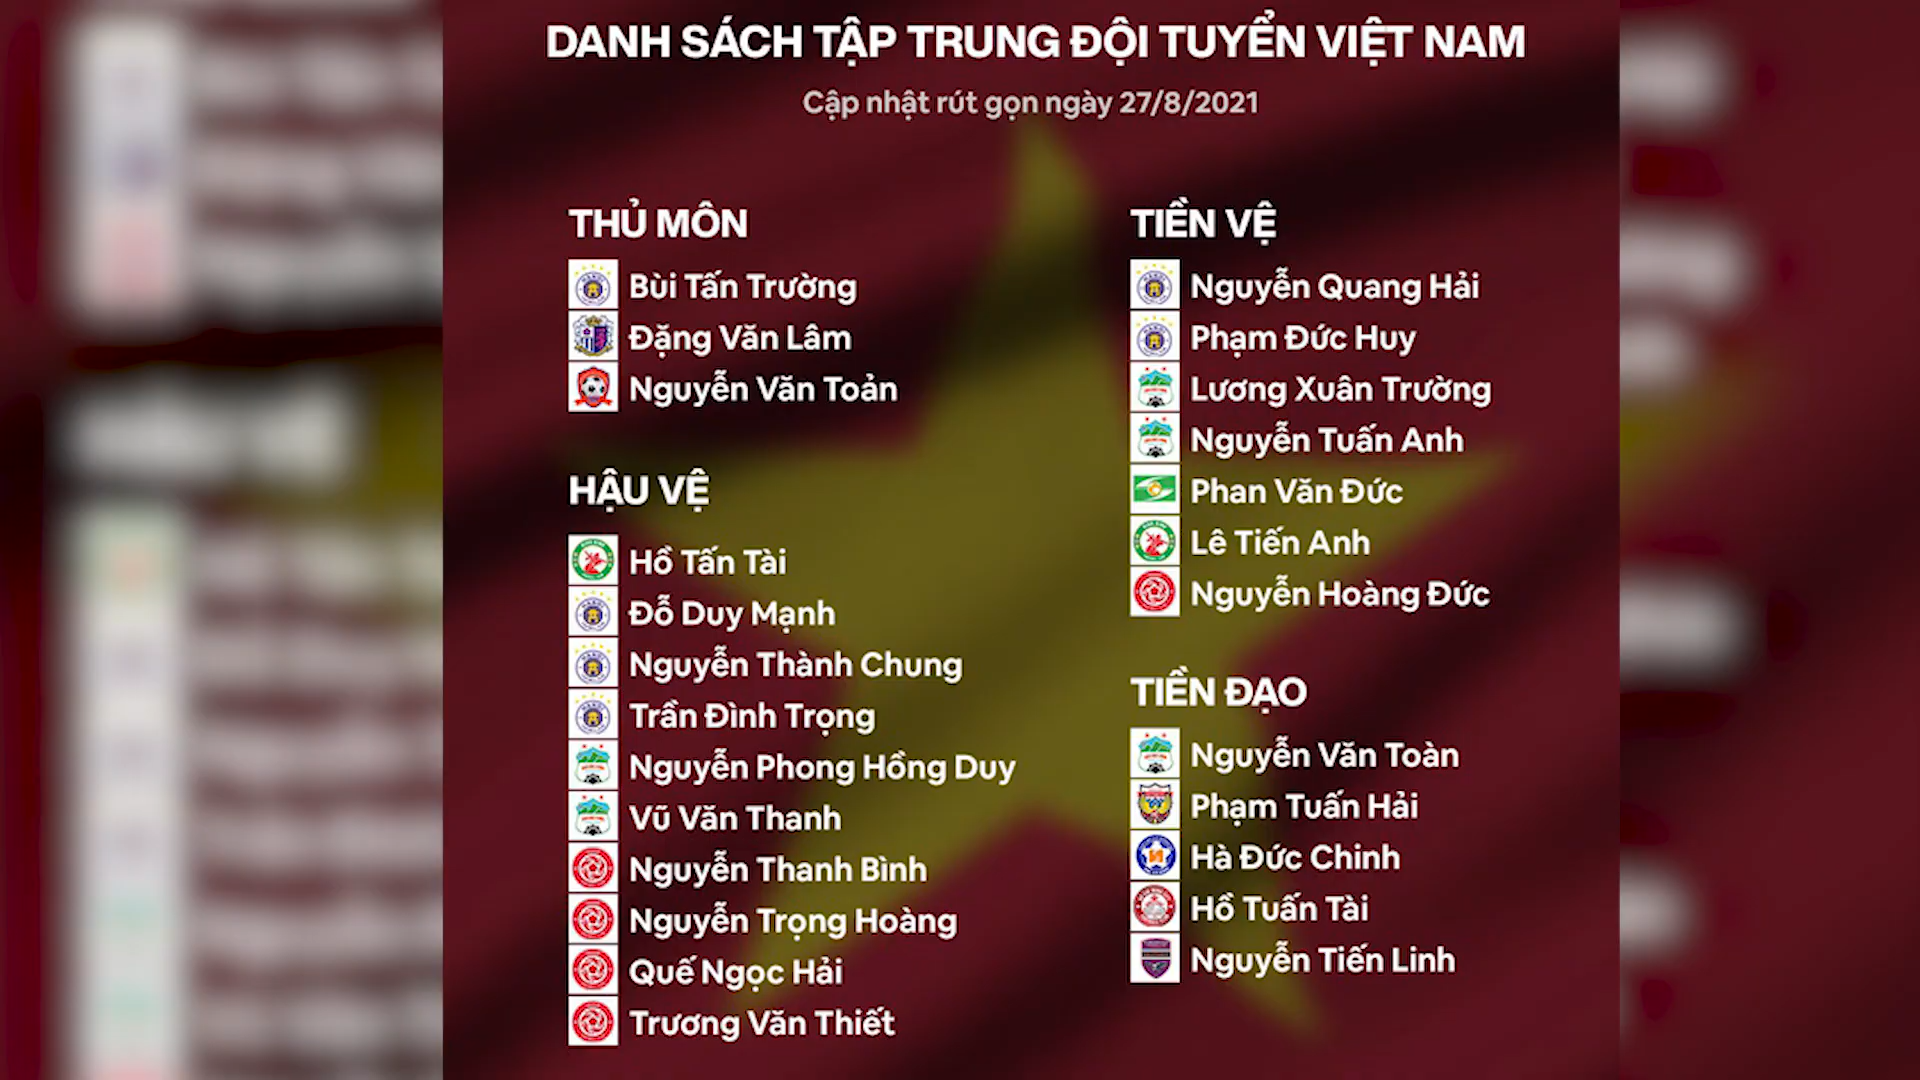 DANH SÁCH TẬP TRUNG ĐỘI TUYỂN VIỆT NAM
Cập nhật rút gọn ngày 27/8/2021
THỦ MÔN
Bùi Tấn Trường
Đặng Văn Lâm
Nguyễn Văn Toản
HẬU VỆ
Hồ Tấn Tài
Đỗ Duy Mạnh
Nguyễn Thành Chung
Trần Đình Trọng
Nguyễn Phong Hồng Duy
Vũ Văn Thanh
Nguyễn Thanh Bình
Nguyễn Trọng Hoàng
Quế Ngọc Hải
Trương Văn Thiết
TIỀN VỆ
Nguyễn Quang Hải
Phạm Đức Huy
Lương Xuân Trường
Nguyễn Tuấn Anh
Phan Văn Đức
Lê Tiến Anh
Nguyễn Hoàng Đức
TIỀN ĐẠO
Nguyễn Văn Toàn
Phạm Tuấn Hải
Hà Đức Chinh
Hồ Tuấn Tài
Nguyễn Tiến Linh